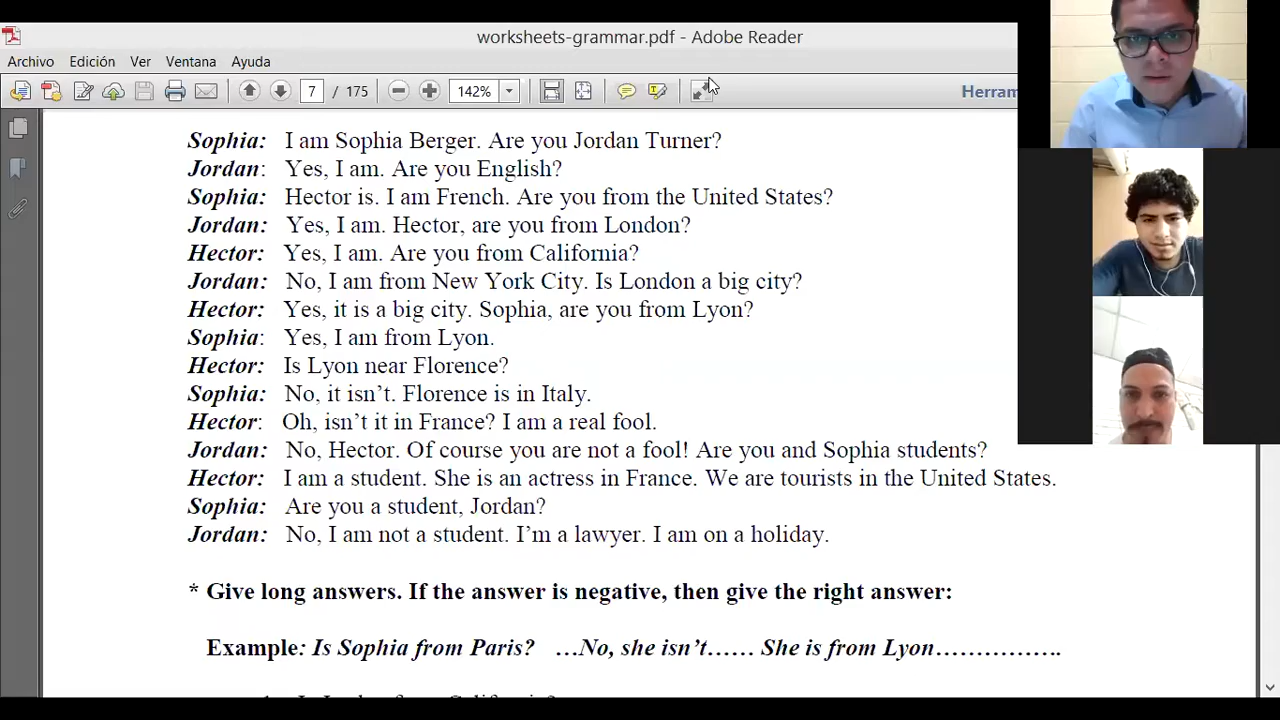 worksheets-grammar.pdf - Adobe Reader
Archivo Edición Ver Ventana Ayuda
7 / 175 142% Herram
Sophia: I am Sophia Berger. Are you Jordan Turner?
Jordan: Yes, I am. Are you English?
Sophia: Hector is. I am French. Are you from the United States?
Jordan: Yes, I am. Hector, are you from London?
Hector: Yes, I am. Are you from California?
Jordan: No, I am from New York City. Is London a big city?
Hector: Yes, it is a big city. Sophia, are you from Lyon?
Sophia: Yes, I am from Lyon.
Hector: Is Lyon near Florence?
Sophia: No, it isn’t. Florence is in Italy.
Hector: Oh, isn’t it in France? I am a real fool.
Jordan: No, Hector. Of course you are not a fool! Are you and Sophia students?
Hector: I am a student. She is an actress in France. We are tourists in the United States.
Sophia: Are you a student, Jordan?
Jordan: No, I am not a student. I’m a lawyer. I am on a holiday.
* Give long answers. If the answer is negative, then give the right answer:
Example: Is Sophia from Paris? …No, she isn’t…… She is from Lyon…………….